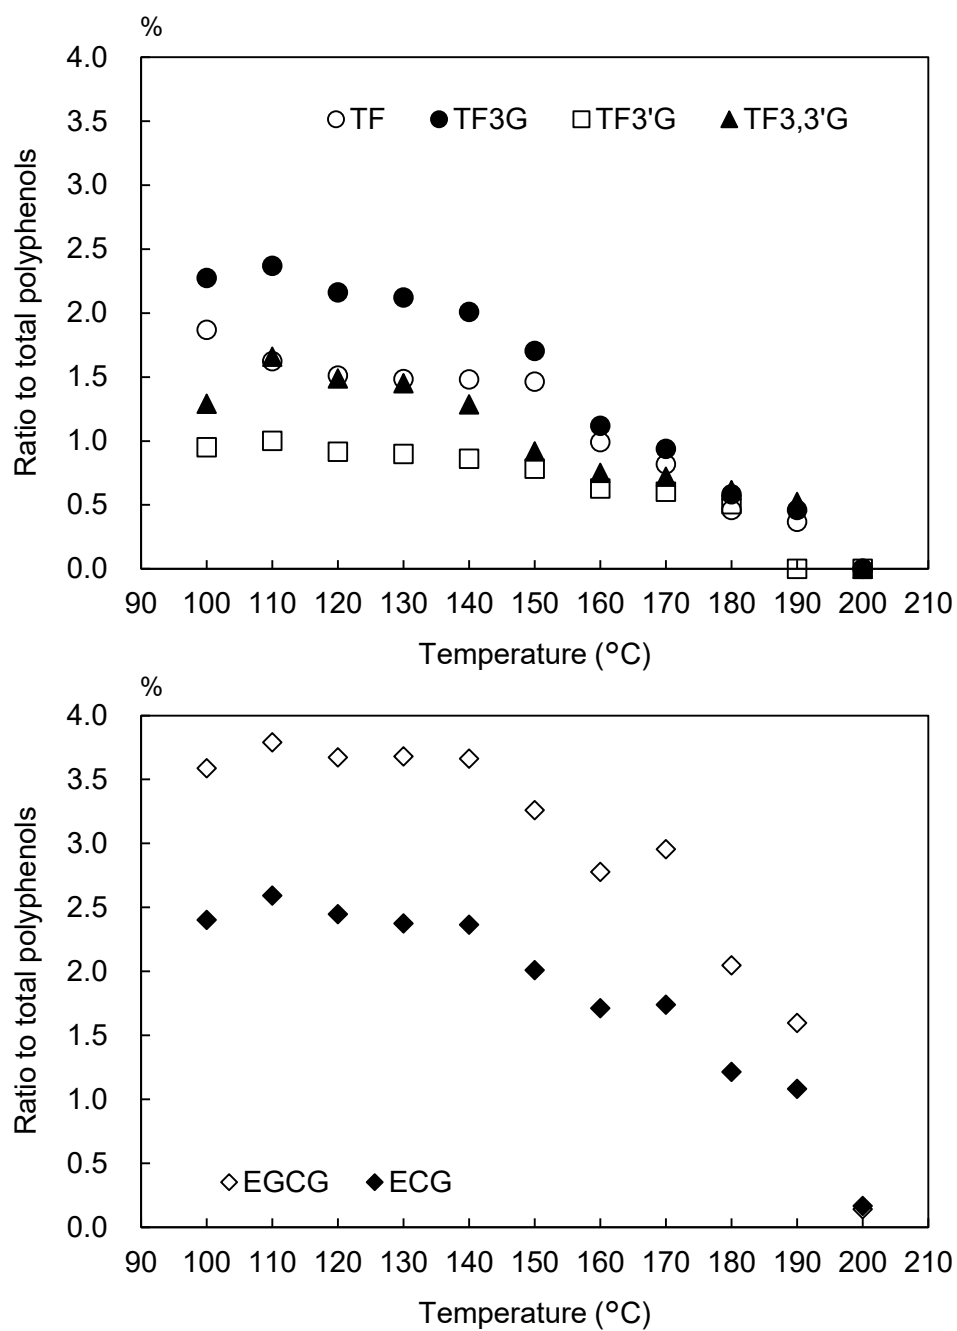 %
4.0
3.5
3.0
2.5
2.0
1.5
1.0
0.5
0.0
TF TF3G TF3'G TF3,3'G
Ratio to total polyphenols
90 100 110 120 130 140 150 160 170 180 190 200 210
Temperature (°C)
%
4.0
3.5
3.0
2.5
2.0
1.5
1.0
0.5
0.0
Ratio to total polyphenols
EGCG ECG
90 100 110 120 130 140 150 160 170 180 190 200 210
Temperature (°C)